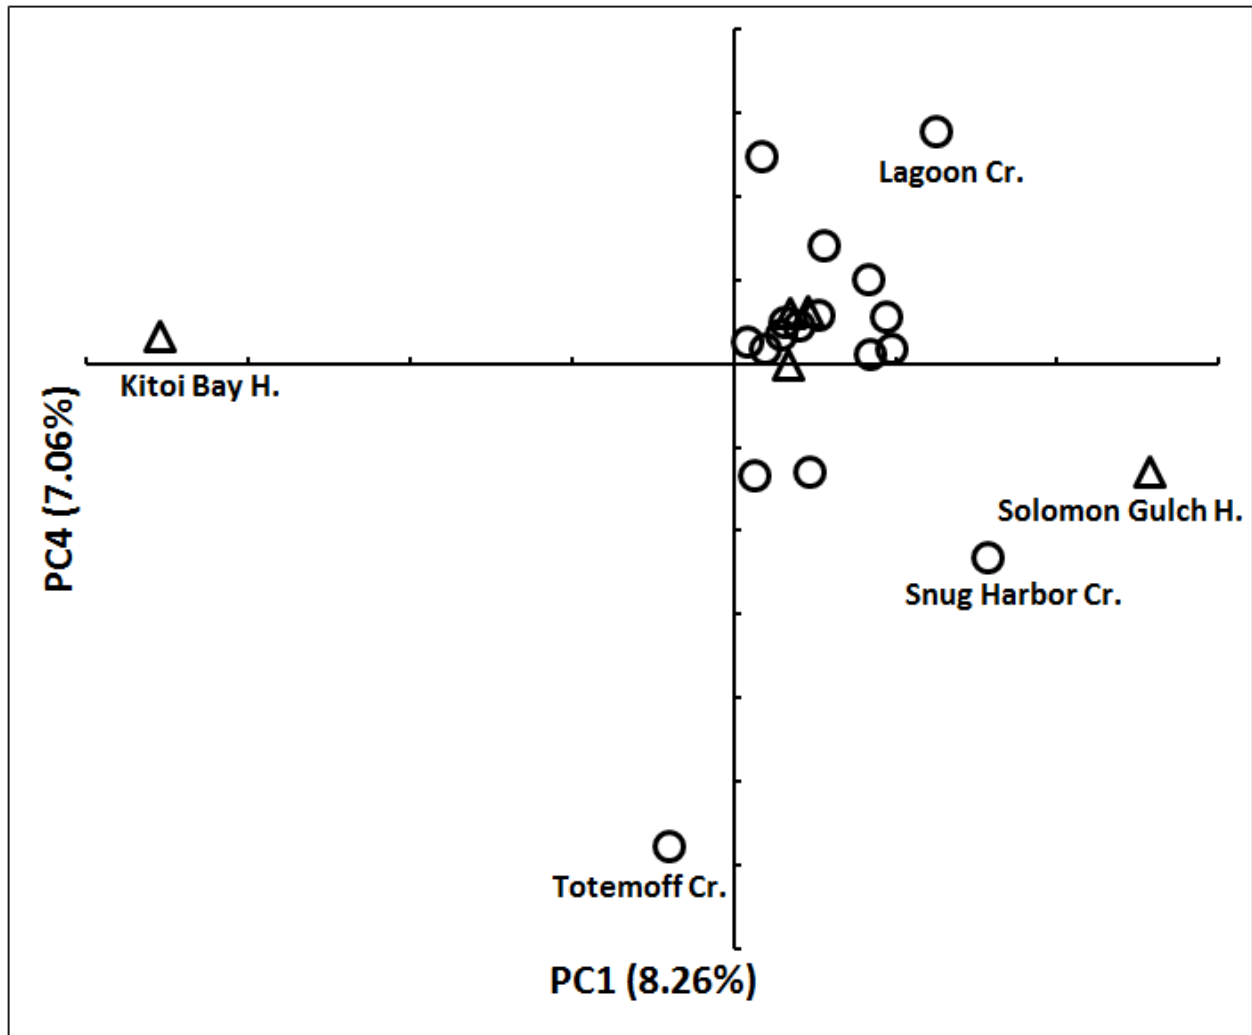 Lagoon Cr.
Kitoi Bay H.
PC4 (7.06%)
Solomon Gulch H.
Snug Harbor Cr.
Totemoff Cr.
PC1 (8.26%)